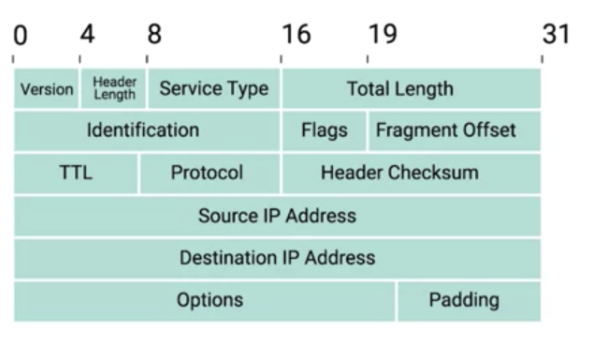 0 4 8 16 19 31
Version Header Length Service Type Total Length
Identification Flags Fragment Offset
TTL Protocol Header Checksum
Source IP Address
Destination IP Address
Options Padding